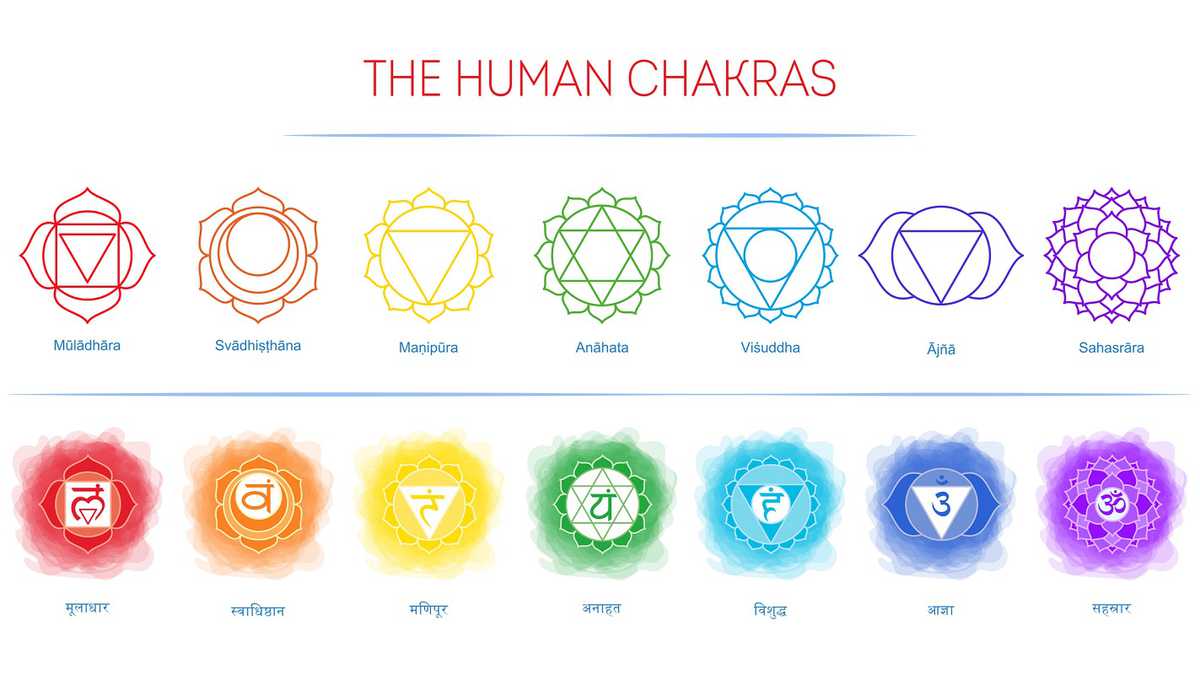 THE HUMAN CHAKRAS
Mūlādhāra
Svādhiṣṭhāna
Maṇipūra
Anāhata
Viśuddha
Ājñā
Sahasrāra
लं
वं
रं
यं
हं
ॐ
मूलाधार
स्वाधिष्ठान
मणिपूर
अनाहत
विशुद्ध
आज्ञा
सहस्रार